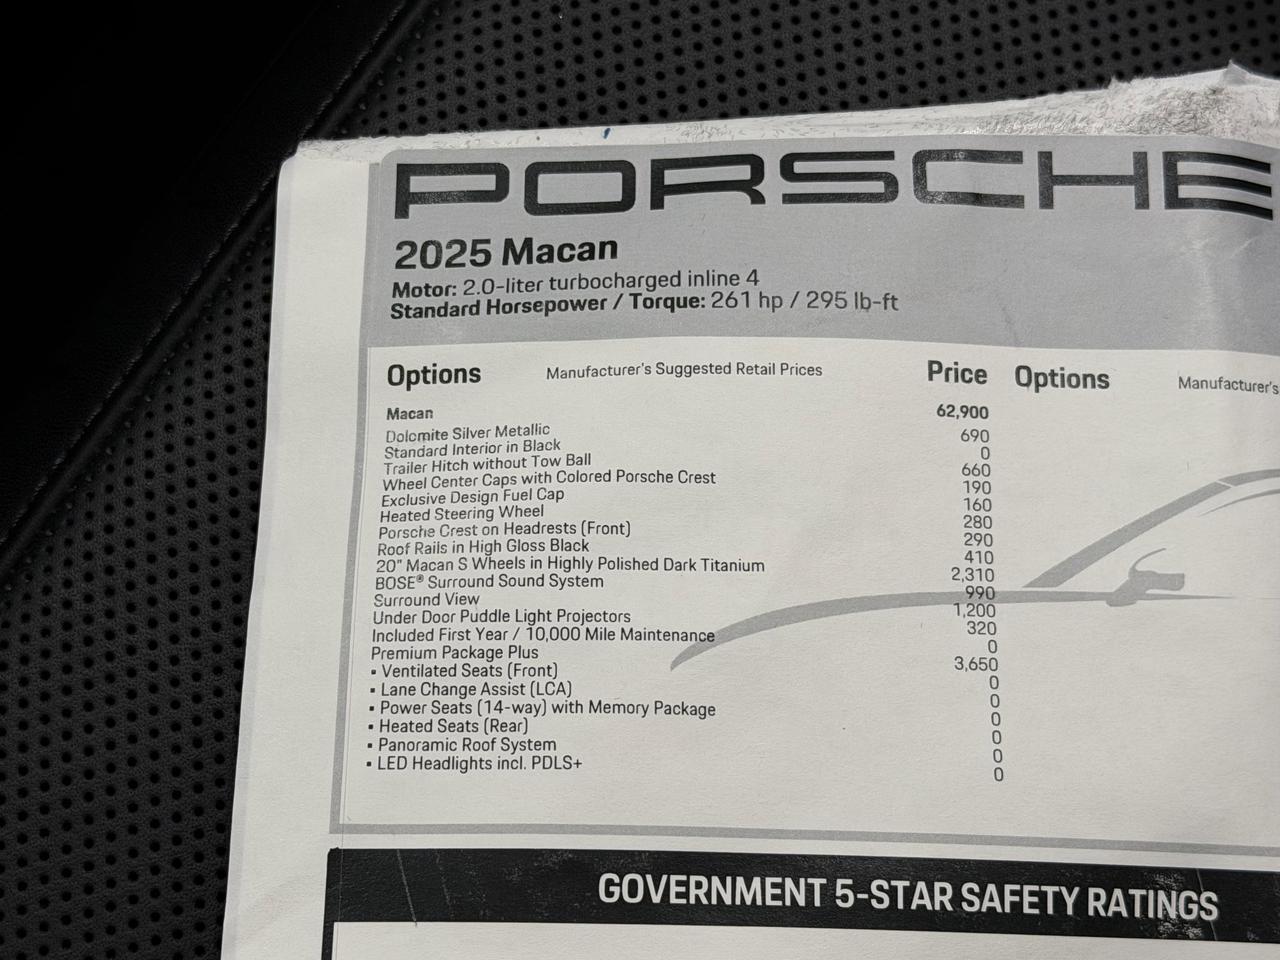 PORSCHE
2025 Macan
Motor: 2.0-liter turbocharged inline 4
Standard Horsepower / Torque: 261 hp / 295 lb-ft
Options Manufacturer's Suggested Retail Prices Price Options Manufacturer's
Macan 62,900
Dolomite Silver Metallic 690
Standard Interior in Black 0
Trailer Hitch without Tow Ball 660
Wheel Center Caps with Colored Porsche Crest 190
Exclusive Design Fuel Cap 160
Heated Steering Wheel 280
Porsche Crest on Headrests (Front) 290
Roof Rails in High Gloss Black 410
20" Macan S Wheels in Highly Polished Dark Titanium 2,310
BOSE® Surround Sound System 990
Surround View 1,200
Under Door Puddle Light Projectors 320
Included First Year / 10,000 Mile Maintenance 0
Premium Package Plus 3,650
• Ventilated Seats (Front) 0
• Lane Change Assist (LCA) 0
• Power Seats (14-way) with Memory Package 0
• Heated Seats (Rear) 0
• Panoramic Roof System 0
• LED Headlights incl. PDLS+ 0
GOVERNMENT 5-STAR SAFETY RATINGS